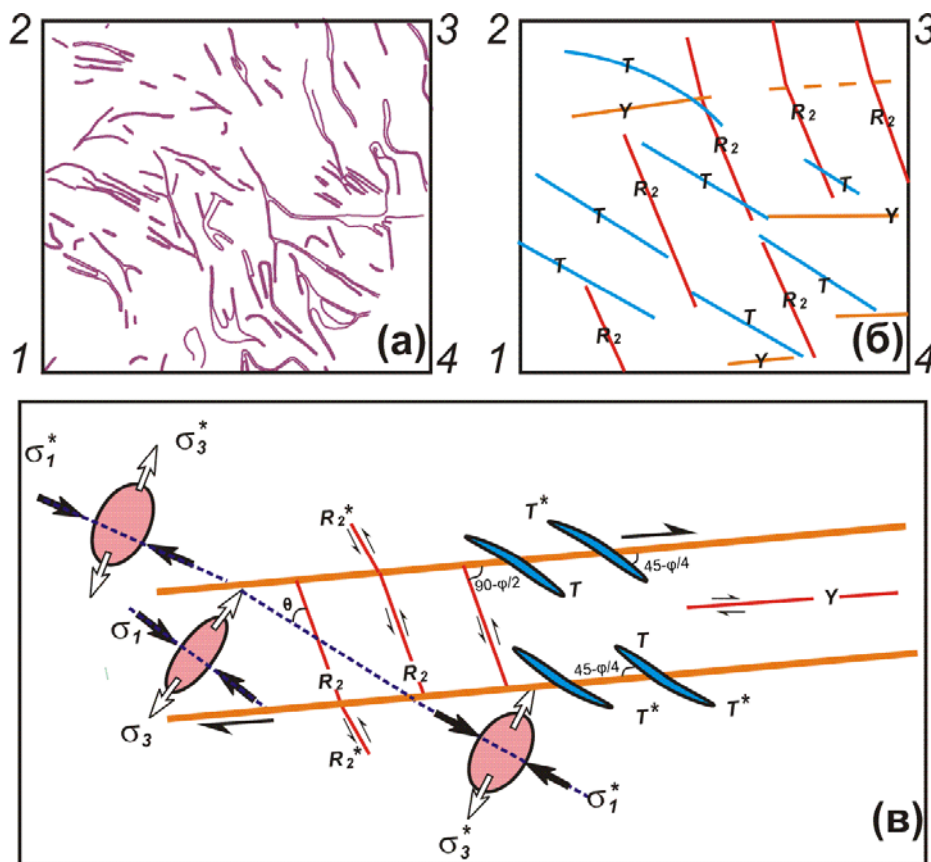 2 3
1 4
(а)
2 3
T
Y
R2 R2
R2
T T
R2
T Y
T
T
R2
T
R2
Y
1 4
(б)
σ3*
σ1*
R2*
T*
45-φ/4
90-φ/2
T
θ
Y
σ1
T
R2 R2
45-φ/4
σ3
T* T*
R2*
σ1*
σ3*
(в)